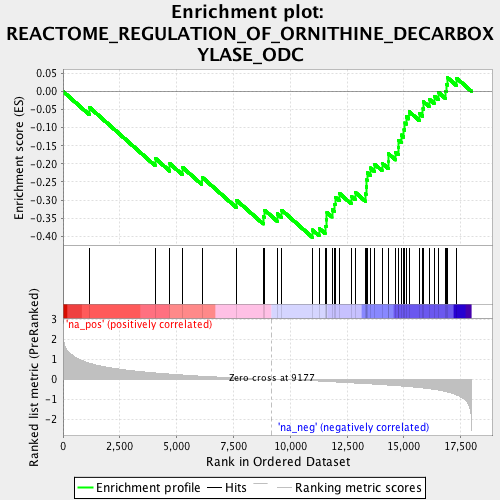 Enrichment plot:
REACTOME_REGULATION_OF_ORNITHINE_DECARBOX
YLASE_ODC
Enrichment score (ES)
0.05
0.00
-0.05
-0.10
-0.15
-0.20
-0.25
-0.30
-0.35
-0.40
Ranked list metric (PreRanked)
3
2
1
0
-1
-2
'na_pos' (positively correlated)
Zero cross at 9177
'na_neg' (negatively correlated)
0
2,500
5,000
7,500
10,000
12,500
15,000
17,500
Rank in Ordered Dataset
Enrichment profile
Hits
Ranking metric scores